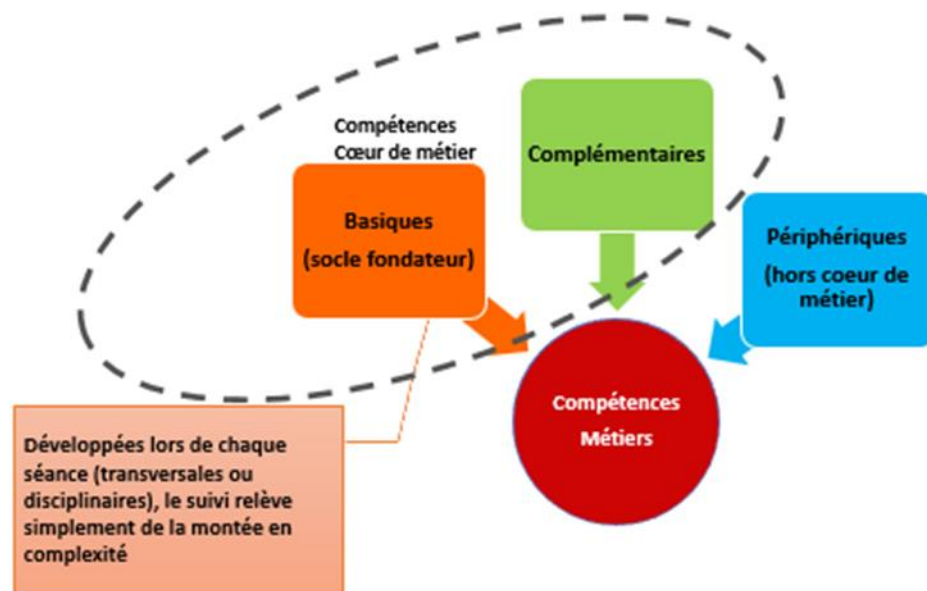 Compétences
Cœur de métier
Complémentaires
Basiques
(socle fondateur)
Périphériques
(hors coeur de
métier)
Compétences
Métiers
Développées lors de chaque
séance (transversales ou
disciplinaires), le suivi relève
simplement de la montée en
complexité